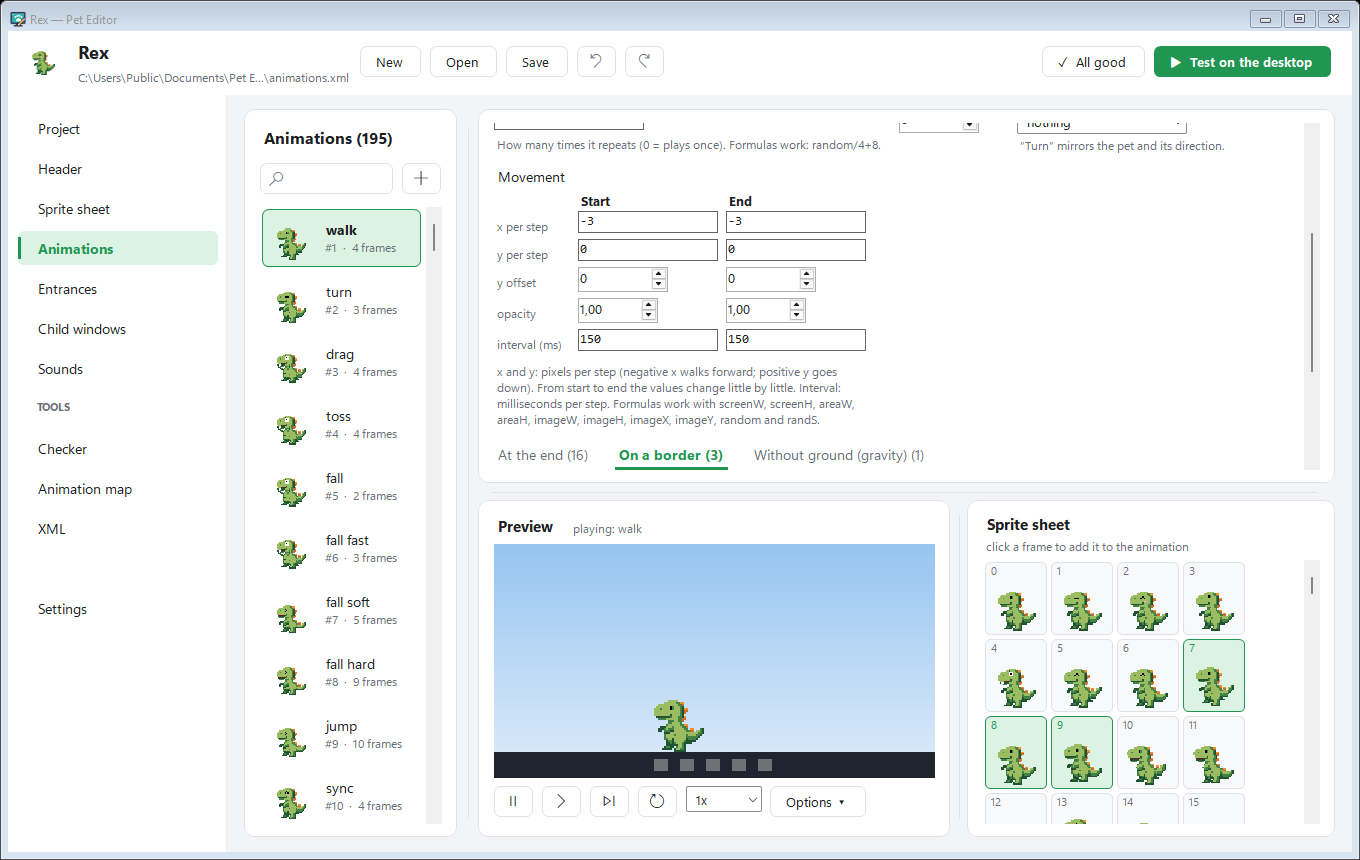 Rex — Pet Editor
Rex
C:\Users\Public\Documents\Pet E...\animations.xml
New
Open
Save
✓ All good
▶ Test on the desktop
Project
Header
Sprite sheet
Animations
Entrances
Child windows
Sounds
TOOLS
Checker
Animation map
XML
Settings
Animations (195)
walk
#1 · 4 frames
turn
#2 · 3 frames
drag
#3 · 4 frames
toss
#4 · 4 frames
fall
#5 · 2 frames
fall fast
#6 · 3 frames
fall soft
#7 · 5 frames
fall hard
#8 · 9 frames
jump
#9 · 10 frames
sync
#10 · 4 frames
nothing
How many times it repeats (0 = plays once). Formulas work: random/4+8.
“Turn” mirrors the pet and its direction.
Movement
Start End
x per step -3 -3
y per step 0 0
y offset 0 0
opacity 1,00 1,00
interval (ms) 150 150
x and y: pixels per step (negative x walks forward; positive y goes
down). From start to end the values change little by little. Interval:
milliseconds per step. Formulas work with screenW, screenH, areaW,
areaH, imageW, imageH, imageX, imageY, random and randS.
At the end (16) On a border (3) Without ground (gravity) (1)
Preview playing: walk
1x
Options ▾
Sprite sheet
click a frame to add it to the animation
0 1 2 3
4 5 6 7
8 9 10 11
12 13 14 15